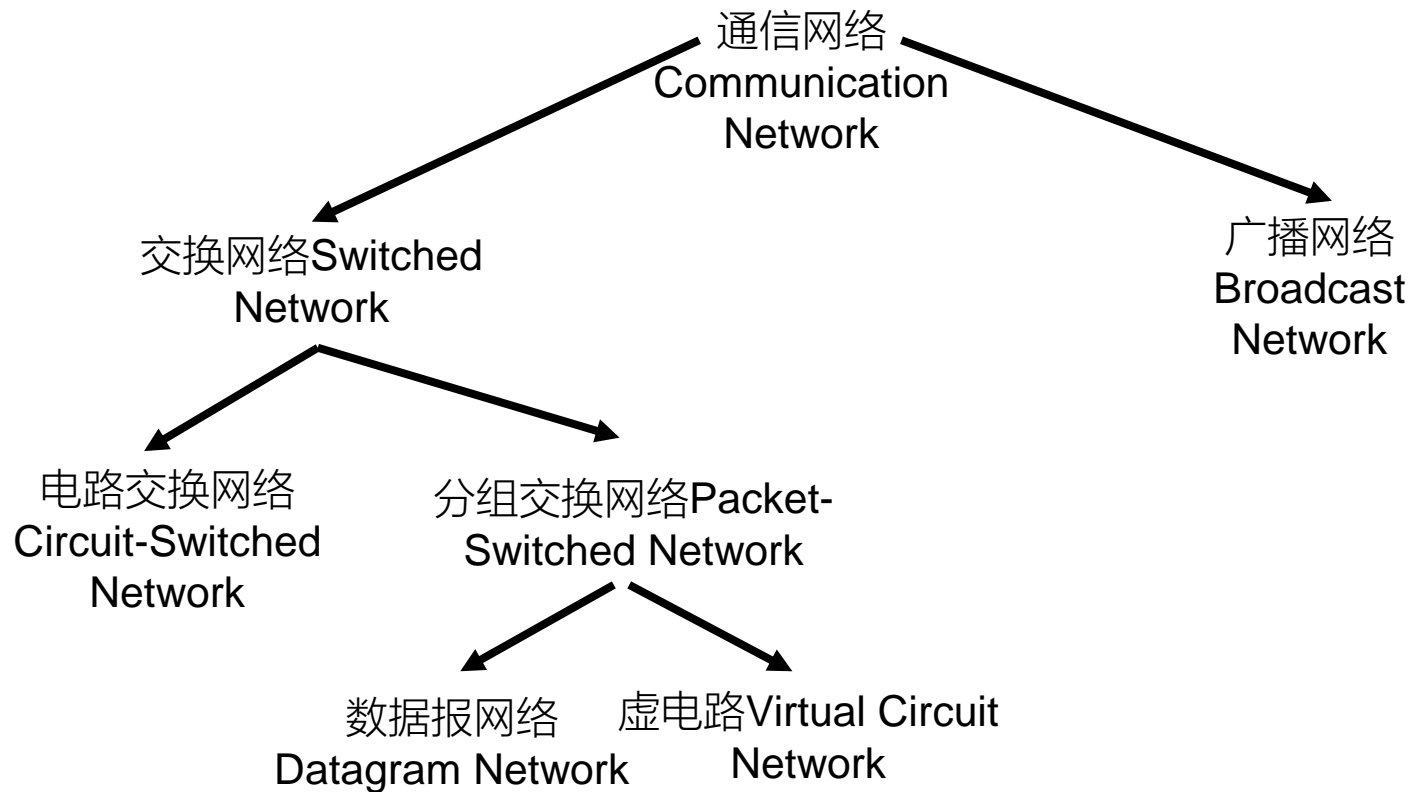 通信网络
Communication
Network
交换网络Switched
Network
广播网络
Broadcast
Network
电路交换网络
Circuit-Switched
Network
分组交换网络Packet-
Switched Network
数据报网络
Datagram Network
虚电路Virtual Circuit
Network